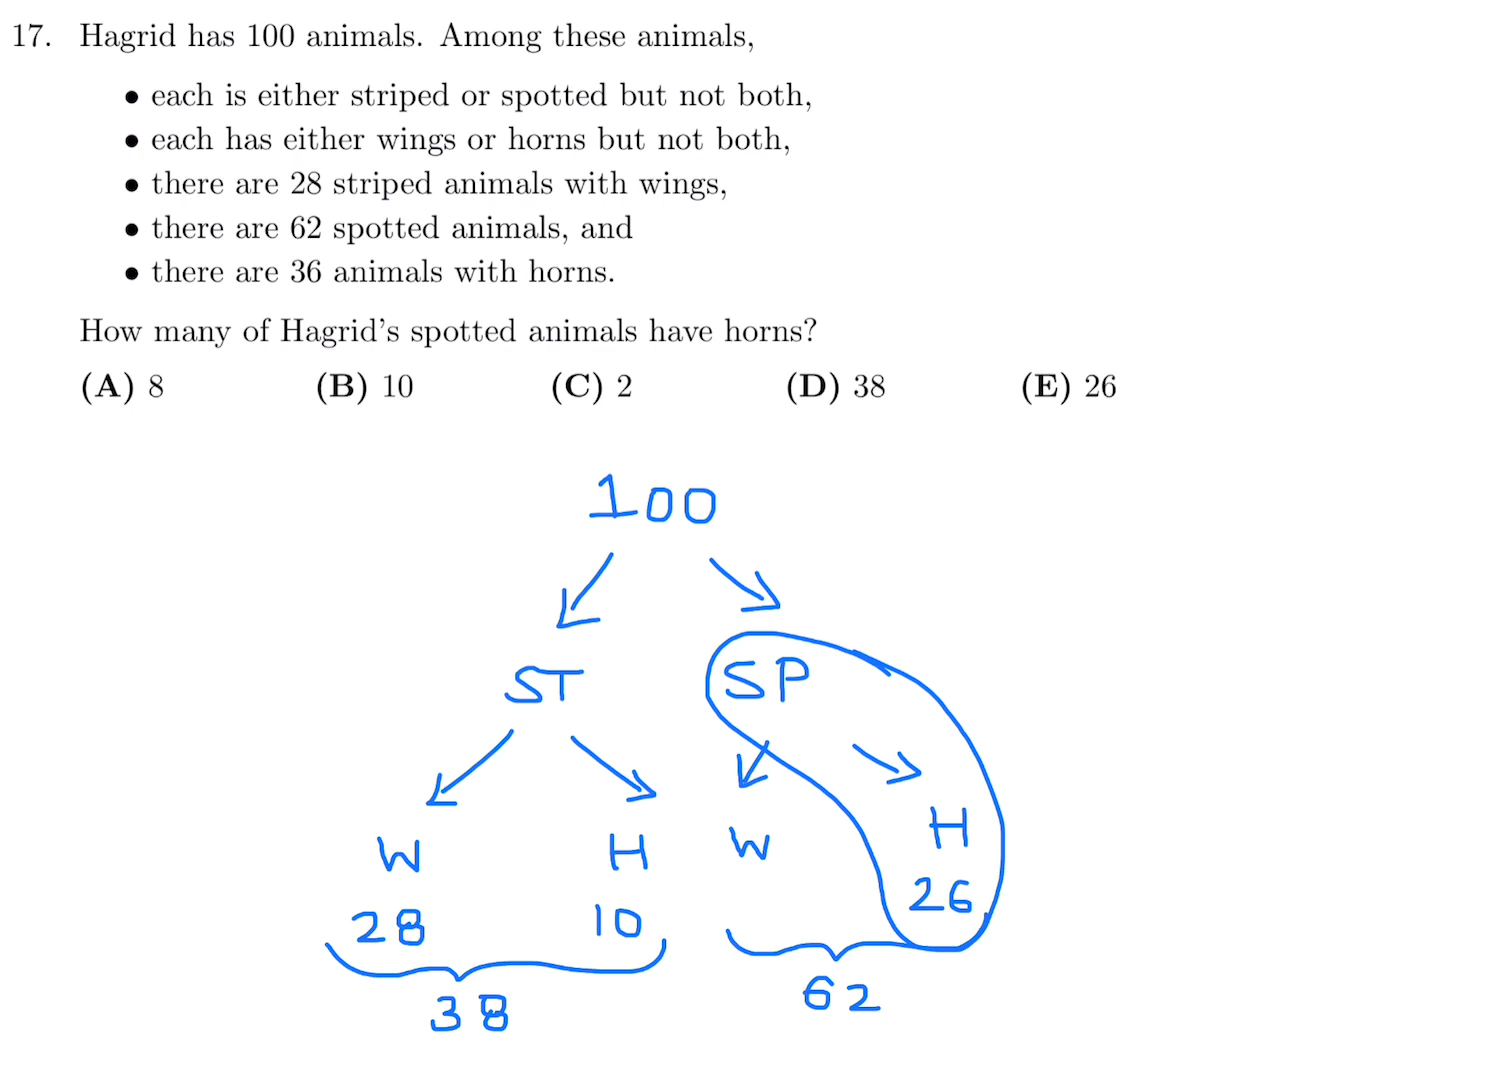 17. Hagrid has 100 animals. Among these animals,
• each is either striped or spotted but not both,
• each has either wings or horns but not both,
• there are 28 striped animals with wings,
• there are 62 spotted animals, and
• there are 36 animals with horns.
How many of Hagrid's spotted animals have horns?
(A) 8 (B) 10 (C) 2 (D) 38 (E) 26
100
ST SP
W H W H
28 10 26
38 62